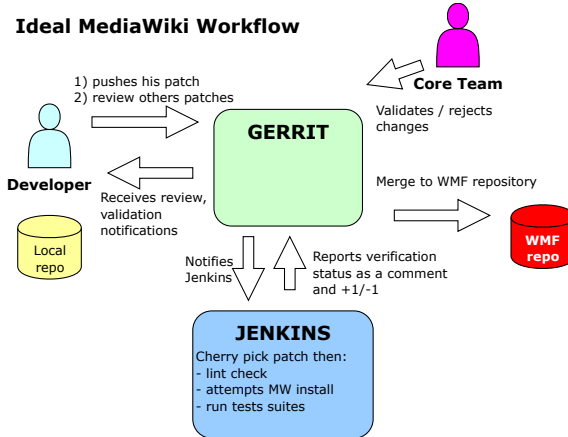 Ideal MediaWiki Workflow
Core Team
1) pushes his patch
2) review others patches
Validates / rejects
changes
GERRIT
Developer
Receives review,
validation
notifications
Merge to WMF repository
Local
repo
WMF
repo
Notifies
Jenkins
Reports verification
status as a comment
and +1/-1
JENKINS
Cherry pick patch then:
- lint check
- attempts MW install
- run tests suites